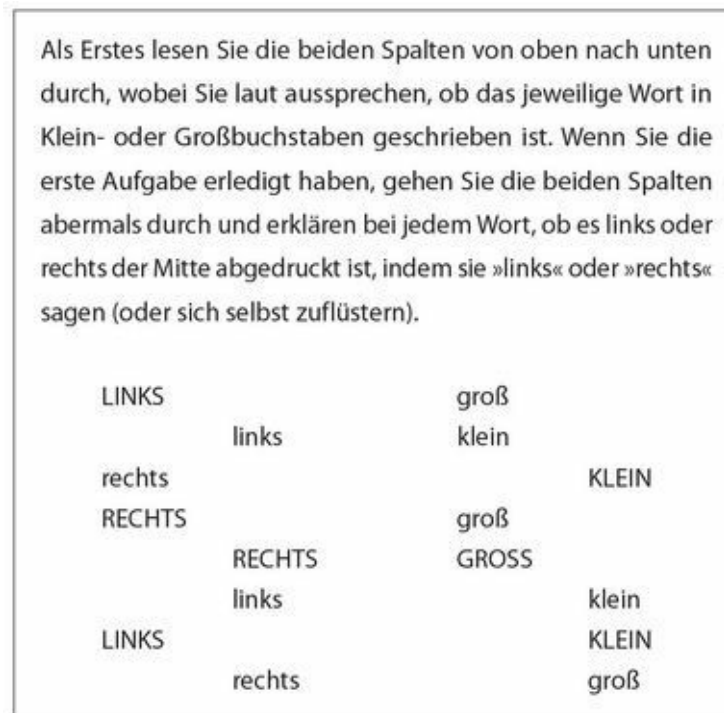 Als Erstes lesen Sie die beiden Spalten von oben nach unten
durch, wobei Sie laut aussprechen, ob das jeweilige Wort in
Klein- oder Großbuchstaben geschrieben ist. Wenn Sie die
erste Aufgabe erledigt haben, gehen Sie die beiden Spalten
abermals durch und erklären bei jedem Wort, ob es links oder
rechts der Mitte abgedruckt ist, indem sie »links« oder »rechts«
sagen (oder sich selbst zuflüstern).
LINKS groß
links klein
rechts KLEIN
RECHTS groß
RECHTS GROSS
links klein
LINKS KLEIN
rechts groß